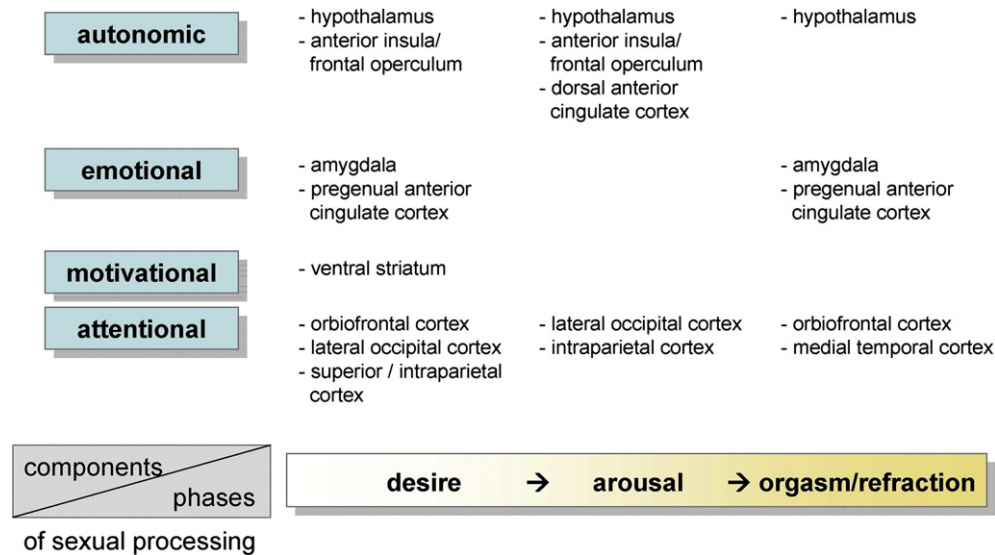 autonomic
- hypothalamus
- anterior insula/
frontal operculum
- hypothalamus
- anterior insula/
frontal operculum
- dorsal anterior
cingulate cortex
- hypothalamus
emotional
- amygdala
- pregenual anterior
cingulate cortex
- amygdala
- pregenual anterior
cingulate cortex
motivational
- ventral striatum
attentional
- orbiofrontal cortex
- lateral occipital cortex
- superior / intraparietal
cortex
- lateral occipital cortex
- intraparietal cortex
- orbiofrontal cortex
- medial temporal cortex
components
phases
of sexual processing
desire → arousal → orgasm/refraction